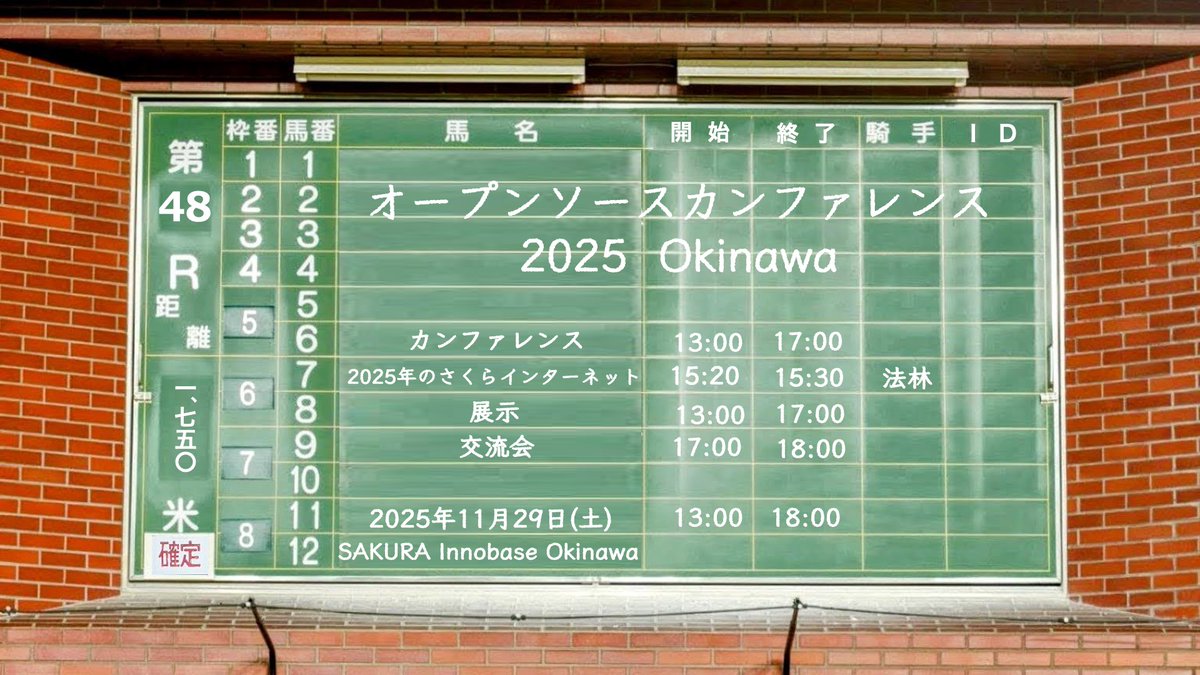 枠番 馬番 馬名 開始 終了 騎手 ID
第
48
R
距
離
一、七五〇
米
確定
1 1
2 2 オープンソースカンファレンス
3 3
4 4 2025 Okinawa
5
5
6 カンファレンス 13:00 17:00
6
7 2025年のさくらインターネット 15:20 15:30 法林
8 展示 13:00 17:00
7
9 交流会 17:00 18:00
10
8
11 2025年11月29日(土) 13:00 18:00
12 SAKURA Innobase Okinawa